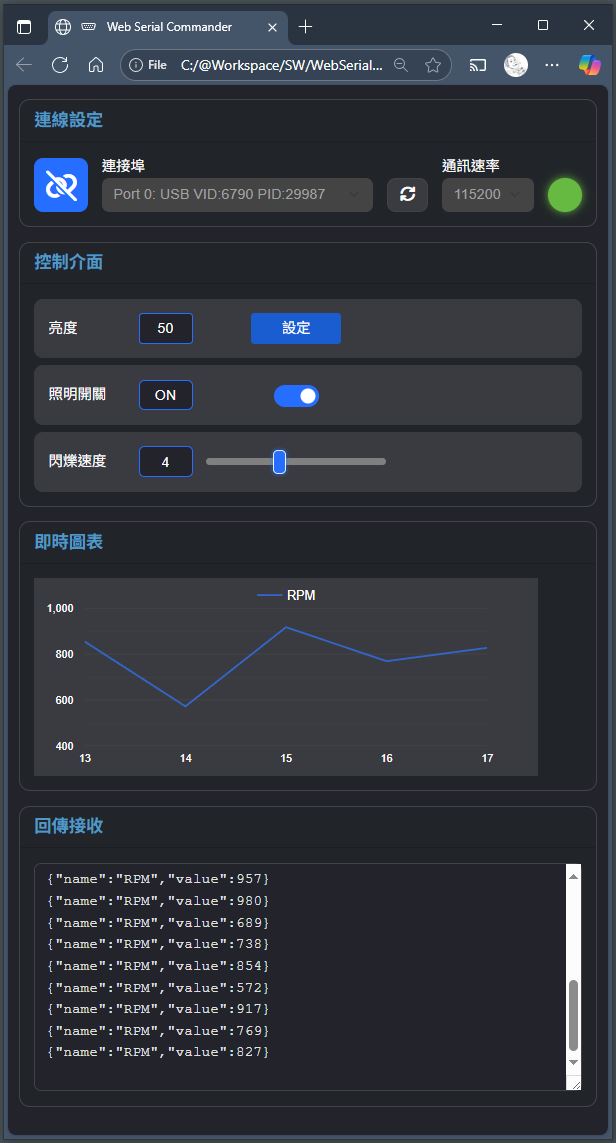 Web Serial Commander
File C:/@Workspace/SW/WebSerial...
連線設定
連接埠 通訊速率
Port 0: USB VID:6790 PID:29987 115200
控制介面
亮度 50 設定
照明開關 ON
閃爍速度 4
即時圖表
RPM
1,000
800
600
400
13 14 15 16 17
回傳接收
{"name":"RPM","value":957}
{"name":"RPM","value":980}
{"name":"RPM","value":689}
{"name":"RPM","value":738}
{"name":"RPM","value":854}
{"name":"RPM","value":572}
{"name":"RPM","value":917}
{"name":"RPM","value":769}
{"name":"RPM","value":827}